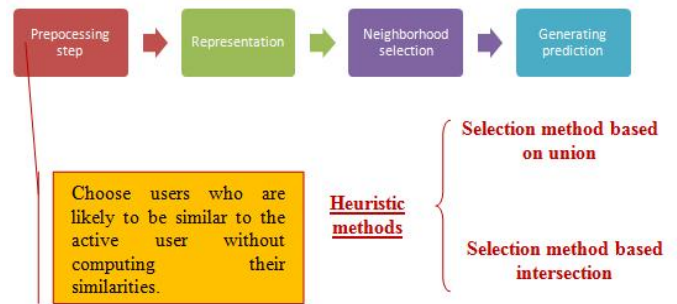 Prepocessing
step
Representation
Neighborhood
selection
Generating
prediction
Choose users who are
likely to be similar to the
active user without
computing their
similarities.
Heuristic
methods
Selection method based
on union
Selection method based
intersection